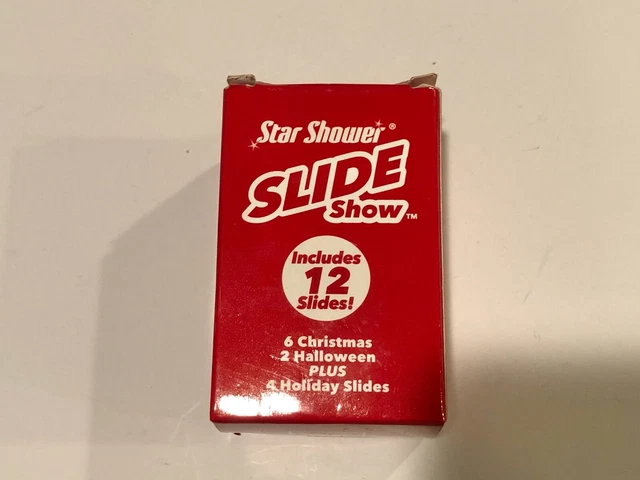 Star Shower®
SLIDE
Show™
Includes
12
Slides!
6 Christmas
2 Halloween
PLUS
4 Holiday Slides